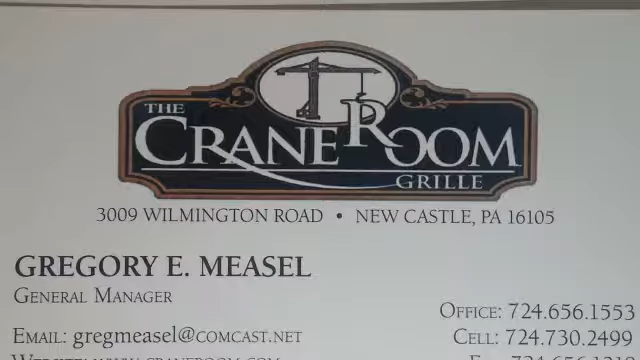 THE
CRANE ROOM
GRILLE
3009 WILMINGTON ROAD • NEW CASTLE, PA 16105
GREGORY E. MEASEL
GENERAL MANAGER
OFFICE: 724.656.1553
EMAIL: gregmeasel@COMCAST.NET
CELL: 724.730.2499